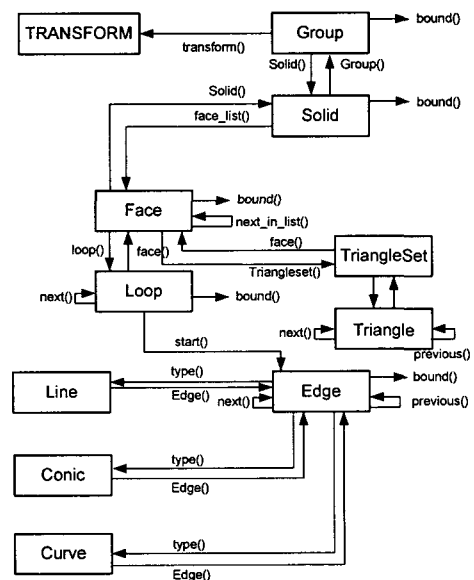 bound()
TRANSFORM
Group
transform()
Solid()
Group()
Solid()
bound()
face_list()
Solid
bound()
Face
next_in_list()
face()
loop()
face()
Triangleset()
TriangleSet
next()
Loop
bound()
next()
Triangle
previous()
start()
type()
bound()
Line
Edge()
next()
Edge
previous()
type()
Conic
Edge()
type()
Curve
Edge()